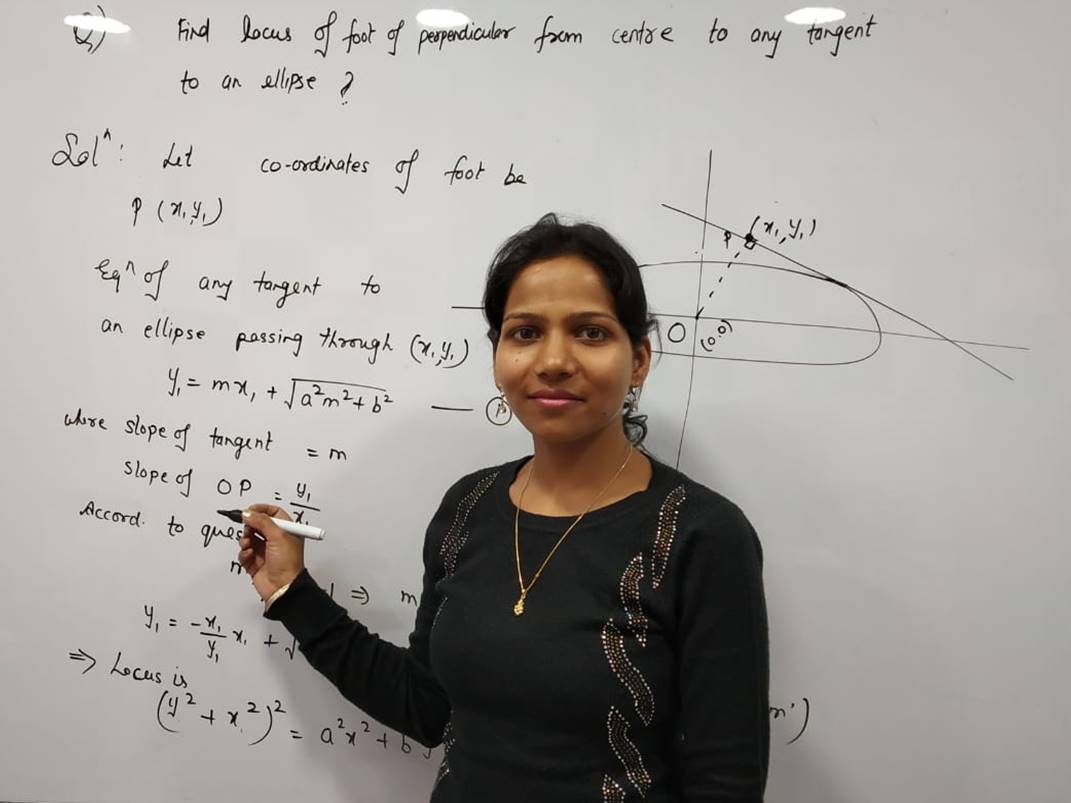 Q) Find locus of foot of perpendicular from centre to any tangent
to an ellipse ?
Solⁿ: Let co-ordinates of foot be
P (x₁, y₁)
Eqⁿ of any tangent to
an ellipse passing through (x₁, y₁)
y₁ = mx₁ + √(a²m² + b²) —
where slope of tangent = m
Slope of OP = y₁/x₁
Accord. to ques
m ⇒ m
y₁ = -x₁/y₁ x₁ + √
⇒ Locus is
(y² + x²)² = a²x² + b
P (x₁, y₁)
O (0,0)